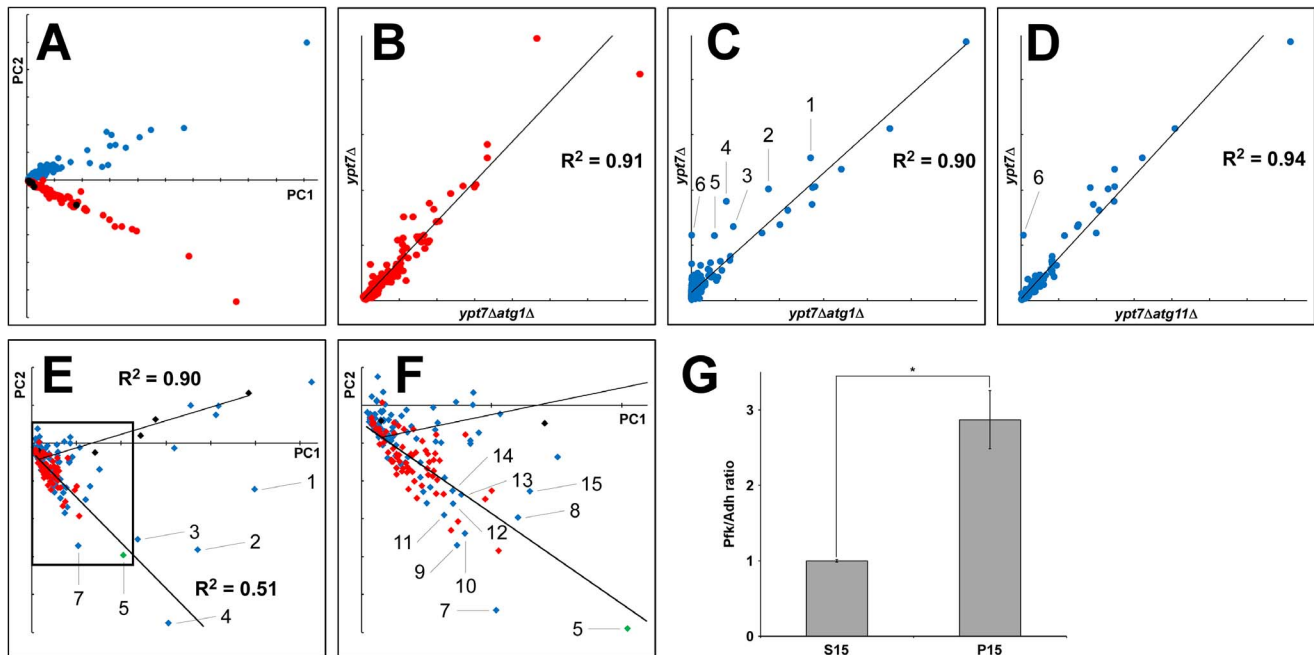 A
PC2
PC1
B
ypt7Δ
R² = 0.91
ypt7Δatg1Δ
C
ypt7Δ
1
2
4
3
5
6
R² = 0.90
ypt7Δatg1Δ
D
R² = 0.94
6
ypt7Δatg11Δ
E
PC2
R² = 0.90
PC1
1
3
2
7
5
R² = 0.51
4
F
PC2
PC1
14
13
15
8
11
12
9
10
7
5
G
Pfk/Adh ratio
*
3
2
1
0
S15 P15